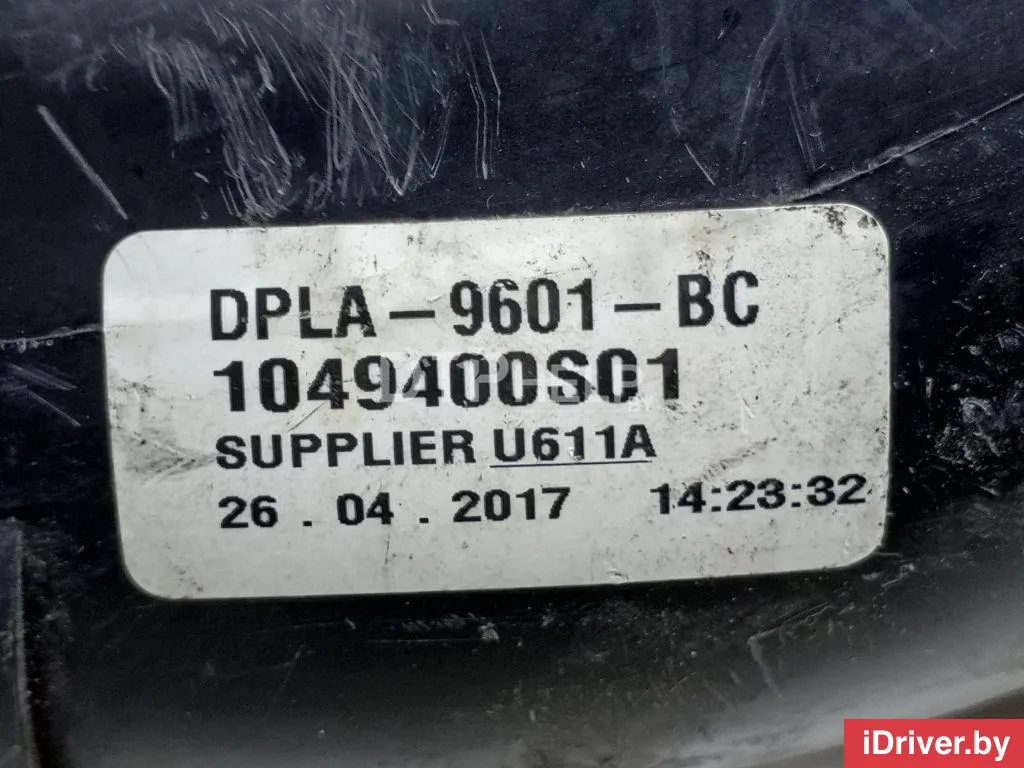 DPLA-9601-BC
1049400S01
SUPPLIER U611A
26 . 04 . 2017 14:23:32
iDriver.by